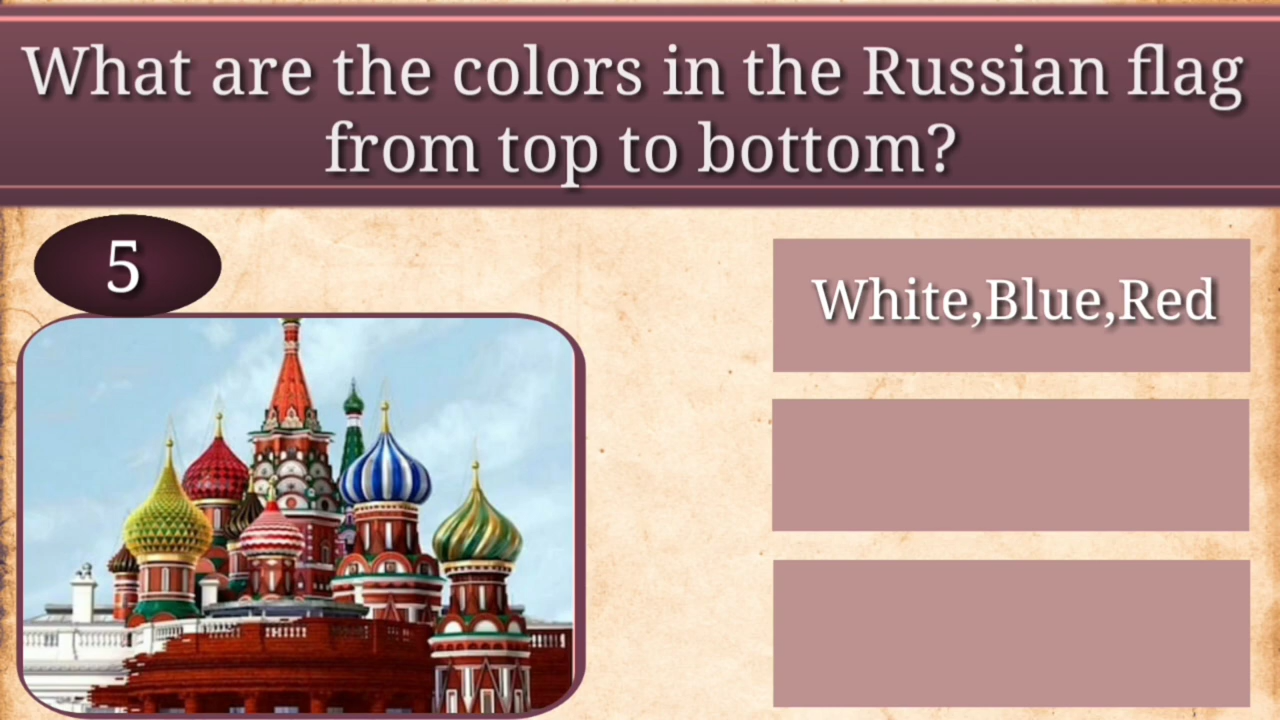 What are the colors in the Russian flag
from top to bottom?
5
White,Blue,Red